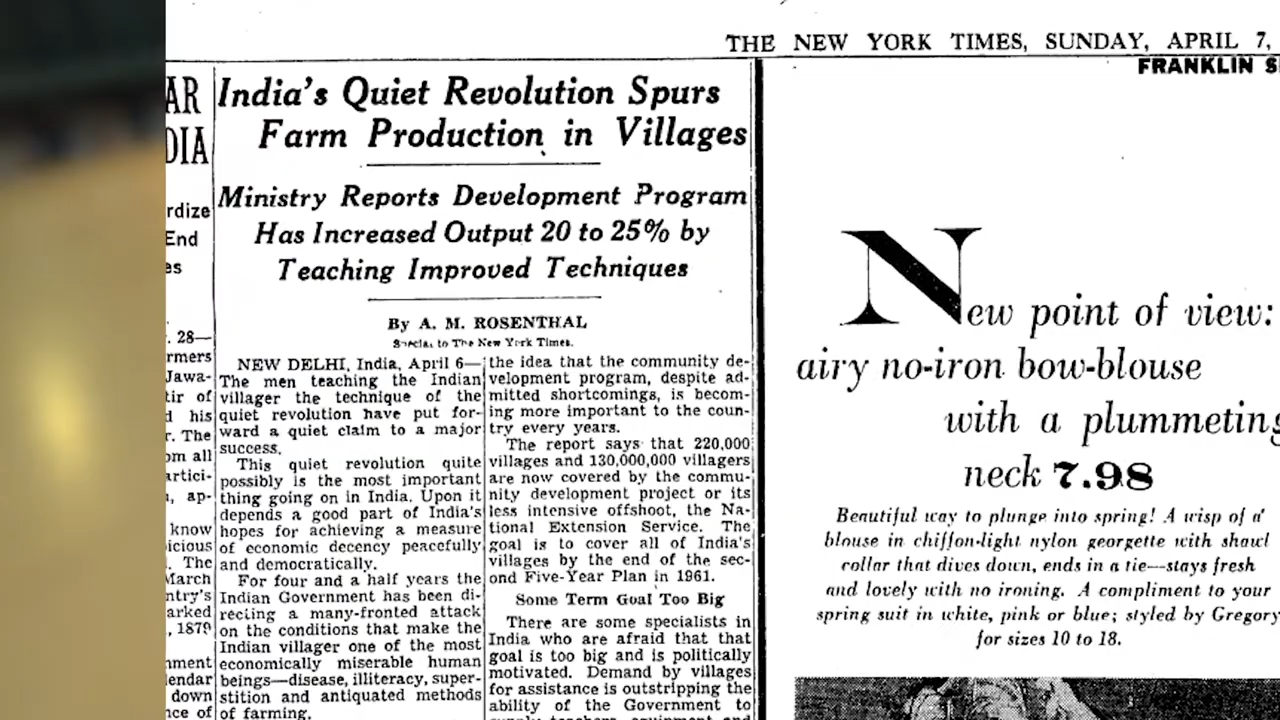 THE NEW YORK TIMES, SUNDAY, APRIL 7,
FRANKLIN
AR
DIA
rdize
End
es
. 28—
rmers
Jawa-
tir of
d his
r. The
om all
artici-
, ap-
know
icious
. The
March
ntry's
arked
, 1879
nment
endar
down
nce of
India's Quiet Revolution Spurs
Farm Production in Villages
Ministry Reports Development Program
Has Increased Output 20 to 25% by
Teaching Improved Techniques
By A. M. ROSENTHAL
Special to The New York Times.
NEW DELHI, India, April 6—
The men teaching the Indian
villager the technique of the
quiet revolution have put for-
ward a quiet claim to a major
success.
This quiet revolution quite
possibly is the most important
thing going on in India. Upon it
depends a good part of India's
hopes for achieving a measure
of economic decency peacefully
and democratically.
For four and a half years the
Indian Government has been di-
recting a many-fronted attack
on the conditions that make the
Indian villager one of the most
economically miserable human
beings—disease, illiteracy, super-
stition and antiquated methods
of farming.
the idea that the community de-
velopment program, despite ad-
mitted shortcomings, is becom-
ing more important to the coun-
try every years.
The report says that 220,000
villages and 130,000,000 villagers
are now covered by the commu-
nity development project or its
less intensive offshoot, the Na-
tional Extension Service. The
goal is to cover all of India's
villages by the end of the sec-
ond Five-Year Plan in 1961.
Some Term Goal Too Big
There are some specialists in
India who are afraid that that
goal is too big and is politically
motivated. Demand by villages
for assistance is outstripping the
ability of the Government to
supply teachers, equipment and
New point of view:
airy no-iron bow-blouse
with a plummeting
neck 7.98
Beautiful way to plunge into spring! A wisp of a
blouse in chiffon-light nylon georgette with shawl
collar that dives down, ends in a tie—stays fresh
and lovely with no ironing. A compliment to your
spring suit in white, pink or blue; styled by Gregory
for sizes 10 to 18.